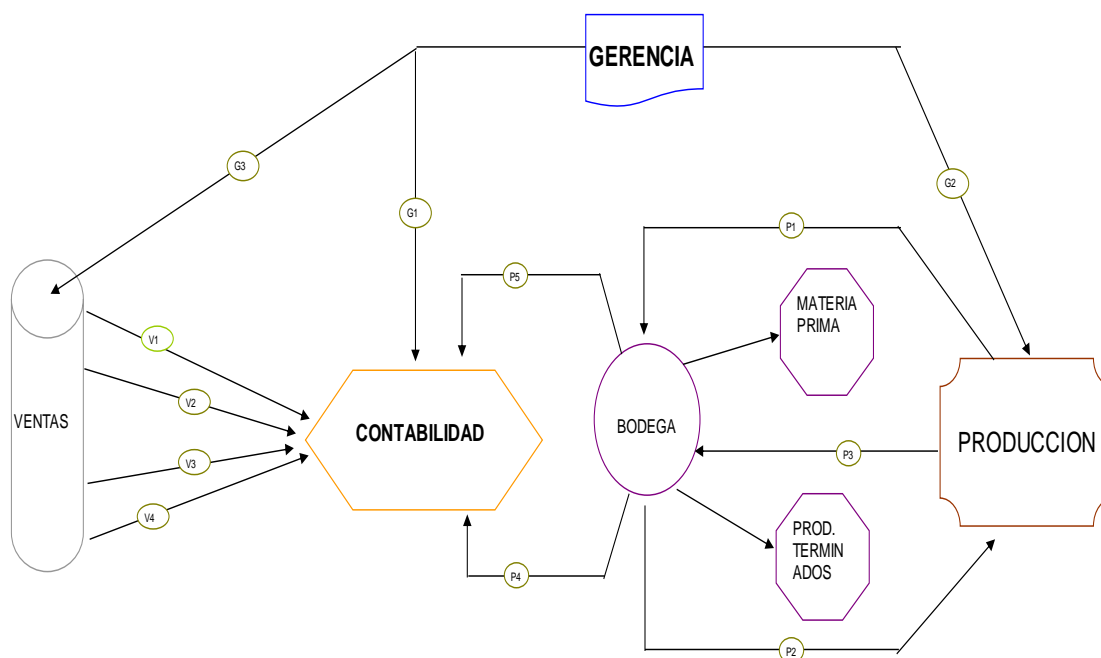 GERENCIA
G3
G1
G2
P1
P5
MATERIA
PRIMA
V1
V2
VENTAS
CONTABILIDAD
BODEGA
PRODUCCION
P3
V3
V4
PROD.
TERMIN
ADOS
P4
P2